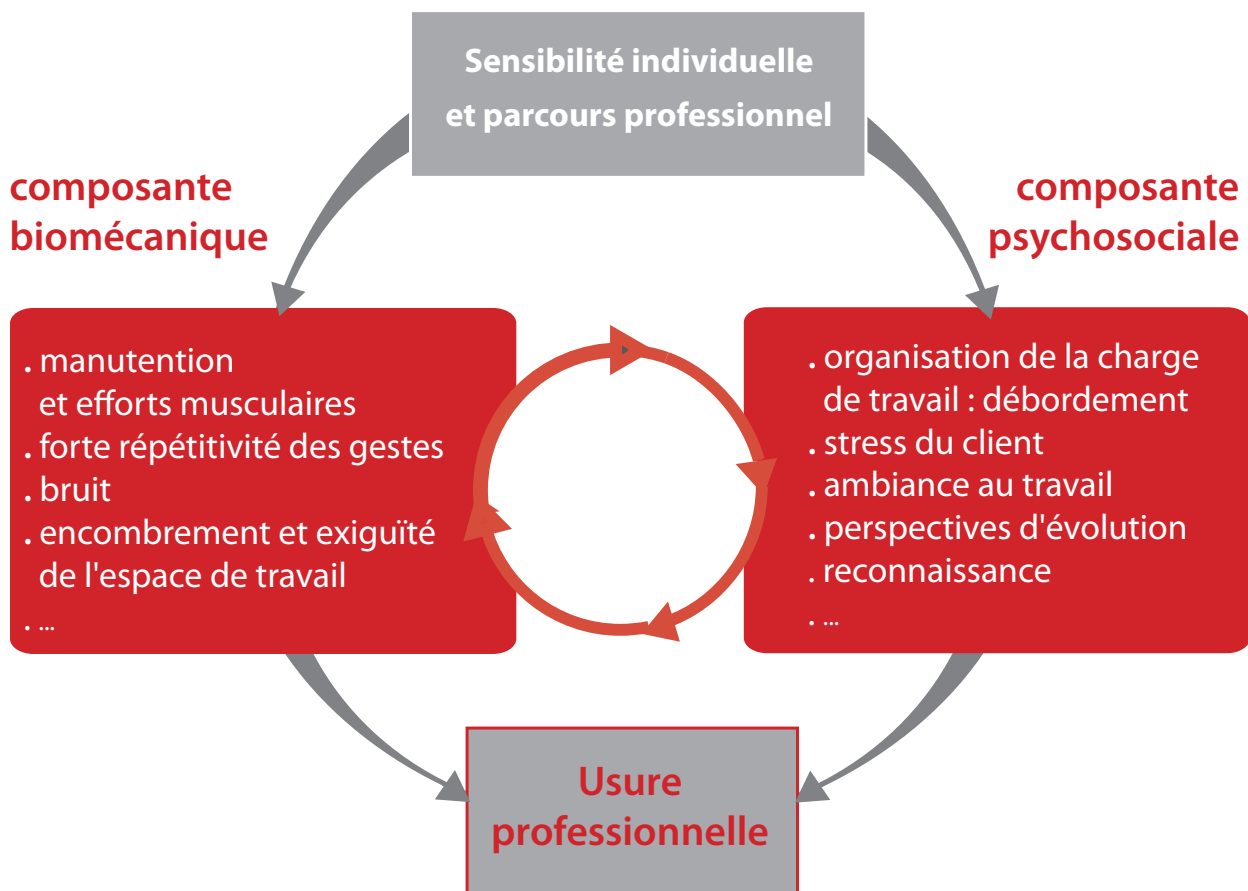 Sensibilité individuelle
et parcours professionnel
composante
biomécanique
composante
psychosociale
. manutention
et efforts musculaires
. forte répétitivité des gestes
. bruit
. encombrement et exiguïté
de l'espace de travail
. ...
. organisation de la charge
de travail : débordement
. stress du client
. ambiance au travail
. perspectives d'évolution
. reconnaissance
. ...
Usure
professionnelle